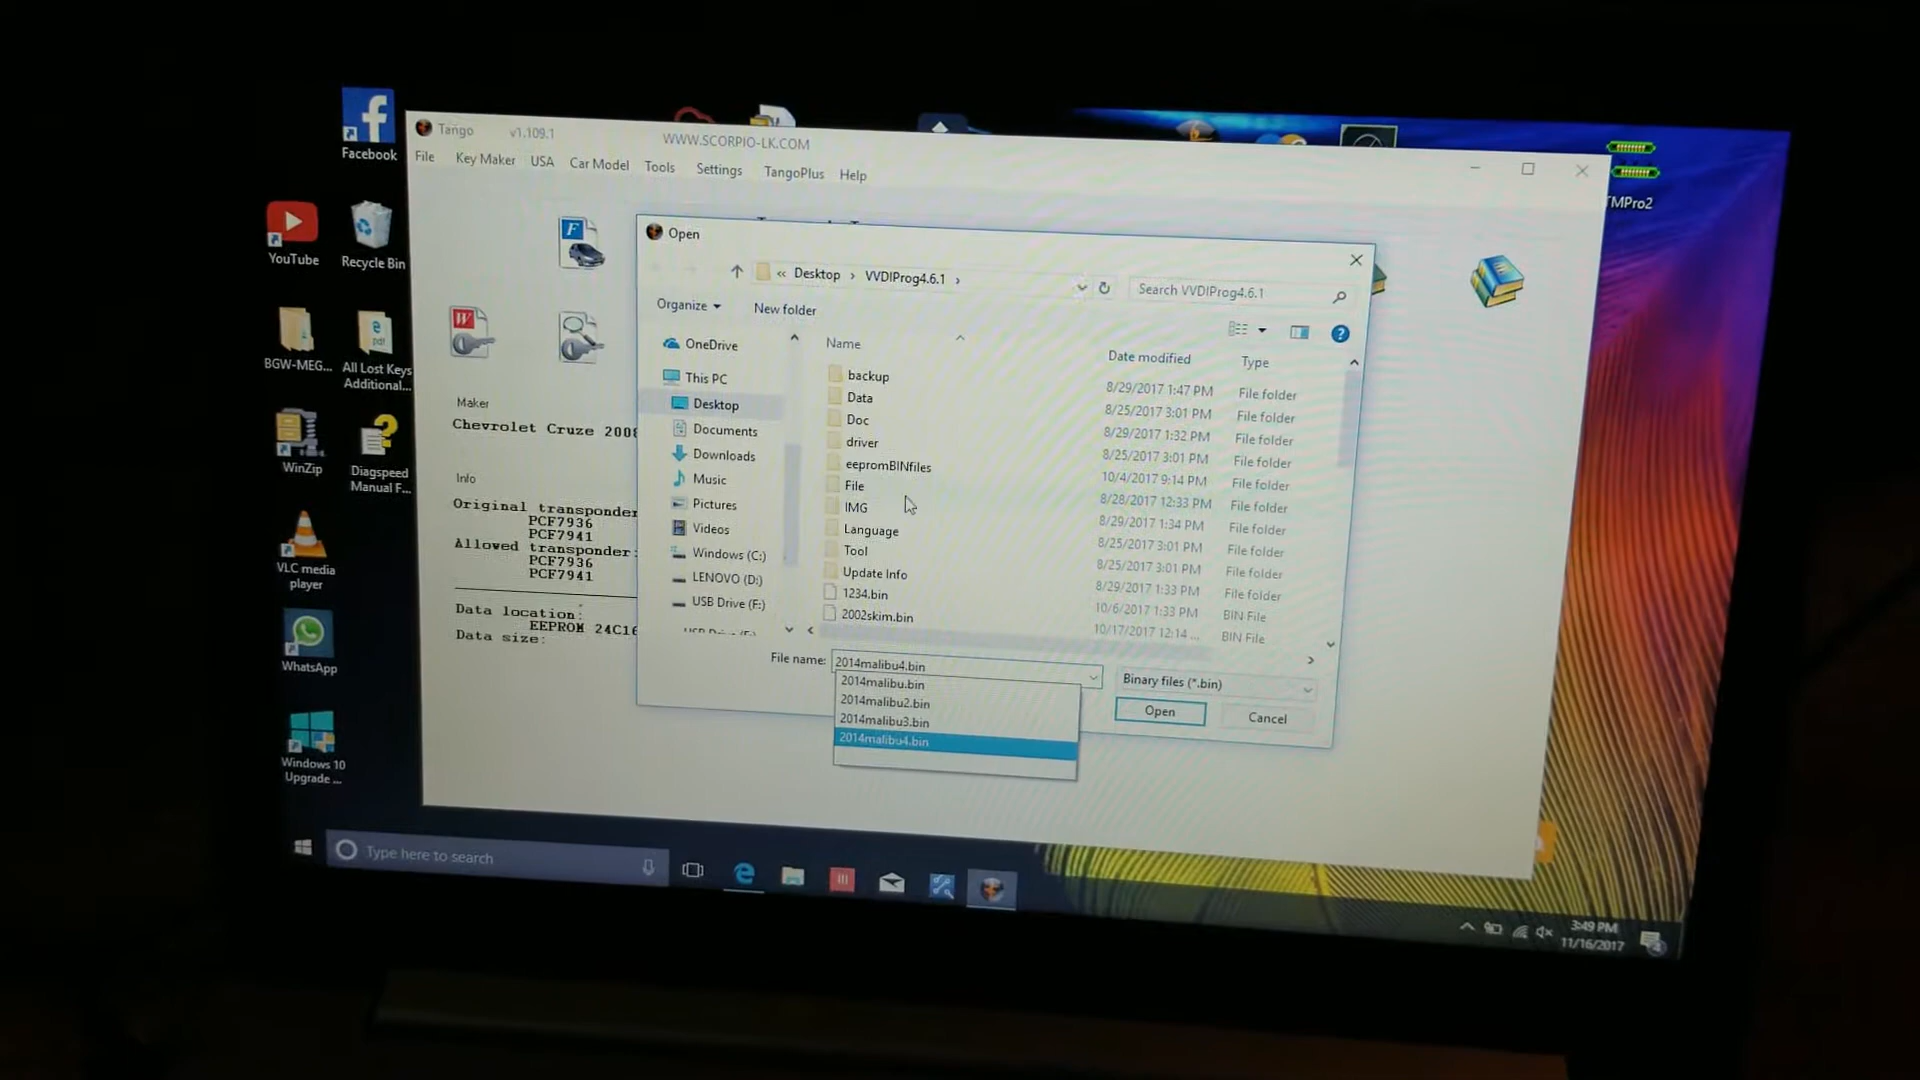 Facebook
YouTube
Recycle Bin
BGW-MEG...
All Lost Keys
Additional...
WinZip
Diagspeed
Manual F...
VLC media
player
WhatsApp
Windows 10
Upgrade ...
Tango v1.109.1
WWW.SCORPIO-LK.COM
File Key Maker USA Car Model Tools Settings TangoPlus Help
F
W
Maker
Chevrolet Cruze 2008
Info
Original transponder
PCF7936
PCF7941
Allowed transponder:
PCF7936
PCF7941
Data location:
EEPROM 24C16
Data size:
Open
« Desktop > VVDIProg4.6.1 >
Search VVDIProg4.6.1
Organize New folder
OneDrive
This PC
Desktop
Documents
Downloads
Music
Pictures
Videos
Windows (C:)
LENOVO (D:)
USB Drive (F:)
Name Date modified Type
backup 8/29/2017 1:47 PM File folder
Data 8/25/2017 3:01 PM File folder
Doc 8/29/2017 1:32 PM File folder
driver 8/25/2017 3:01 PM File folder
eepromBINfiles 10/4/2017 9:14 PM File folder
File 8/28/2017 12:33 PM File folder
IMG 8/29/2017 1:34 PM File folder
Language 8/25/2017 3:01 PM File folder
Tool 8/25/2017 3:01 PM File folder
Update Info 8/29/2017 1:33 PM File folder
1234.bin 10/6/2017 1:33 PM BIN File
2002skim.bin 10/17/2017 12:14 ... BIN File
File name: 2014malibu4.bin
Binary files (*.bin)
2014malibu.bin
2014malibu2.bin
2014malibu3.bin
2014malibu4.bin
Open Cancel
TMPro2
Type here to search
3:49 PM
11/16/2017